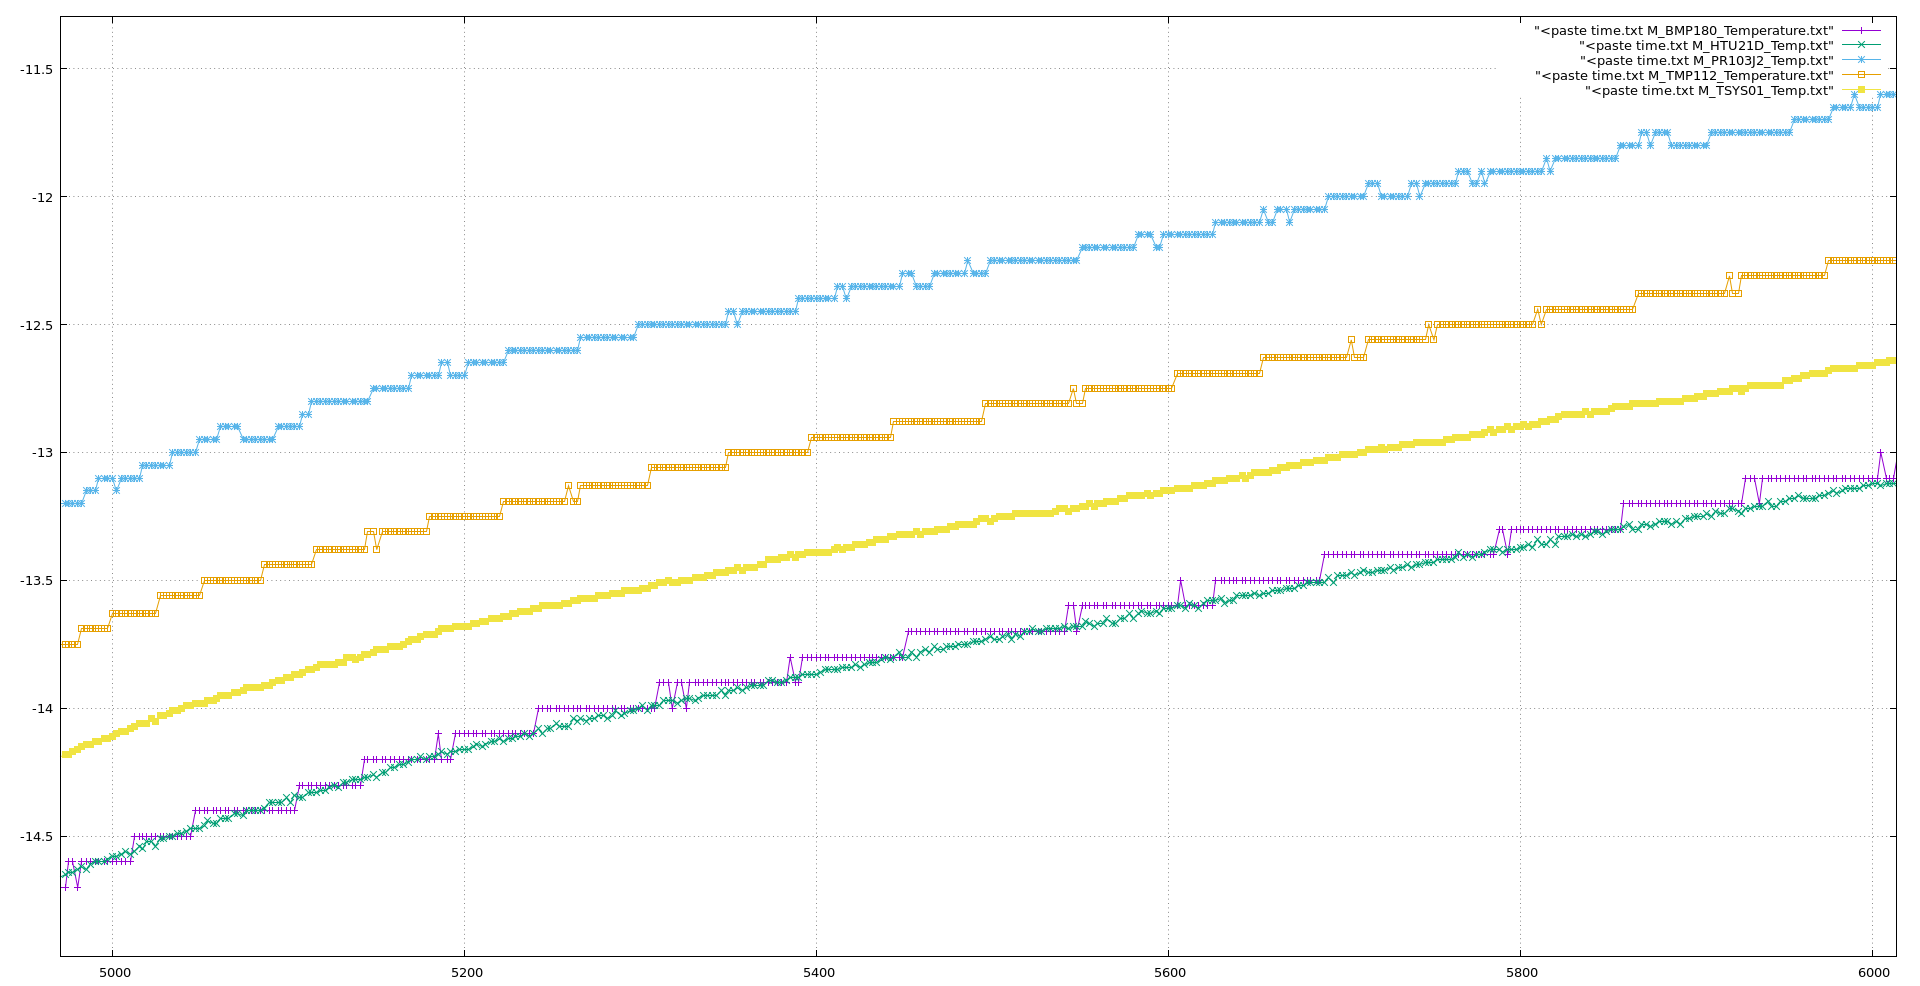 "<paste time.txt M_BMP180_Temperature.txt"
"<paste time.txt M_HTU21D_Temp.txt"
"<paste time.txt M_PR103J2_Temp.txt"
"<paste time.txt M_TMP112_Temperature.txt"
"<paste time.txt M_TSYS01_Temp.txt"
-11.5
-12
-12.5
-13
-13.5
-14
-14.5
5000 5200 5400 5600 5800 6000